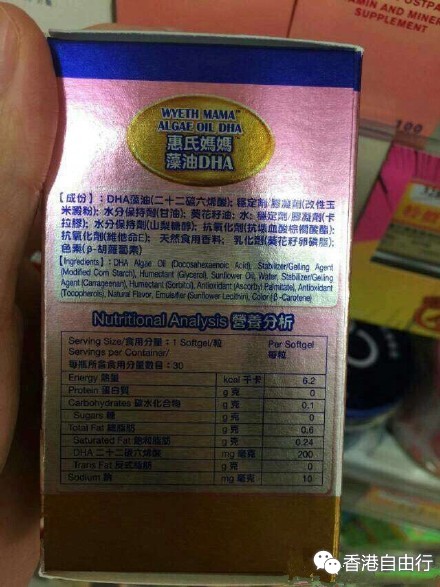 POSTPA
TAMIN AND MINER
SUPPLEMENT
100
WYETH MAMA™
ALGAE OIL DHA
惠氏媽媽
藻油DHA
【成份】：DHA藻油(二十二碳六烯酸)；穩定劑/膠凝劑(改性玉
米澱粉)；水分保持劑(甘油)；葵花籽油；水；穩定劑/膠凝劑(卡
拉膠)；水分保持劑(山梨糖醇)；抗氧化劑(抗壞血酸棕櫚酸酯)；
抗氧化劑(維他命E)；天然食用香料；乳化劑(葵花籽卵磷脂)；
色素(β-胡蘿蔔素)
【Ingredients】：DHA Algae Oil (Docosahexaenoic Acid), Stabilizer/Gelling Agent
(Modified Corn Starch), Humectant (Glycerol), Sunflower Oil, Water, Stabilizer/Gelling
Agent (Carrageenan), Humectant (Sorbitol), Antioxidant (Ascorbyl Palmitate), Antioxidant
(Tocopherols), Natural Flavor, Emulsifier (Sunflower Lecithin), Color (β-Carotene)
Nutritional Analysis 營養分析
Serving Size/食用分量：1 Softgel/粒
Servings per Container/
每瓶所含食用分量數目：30
Per Softgel
每粒
Energy 熱量 kcal 千卡 6.2
Protein 蛋白質 g 克 0
Carbohydrates 碳水化合物 g 克 0.1
Sugars 糖 g 克 0
Total Fat 總脂肪 g 克 0.6
Saturated Fat 飽和脂肪 g 克 0.24
DHA 二十二碳六烯酸 mg 毫克 200
Trans Fat 反式脂肪 g 克 0
Sodium 鈉 mg 毫克 10
香港自由行